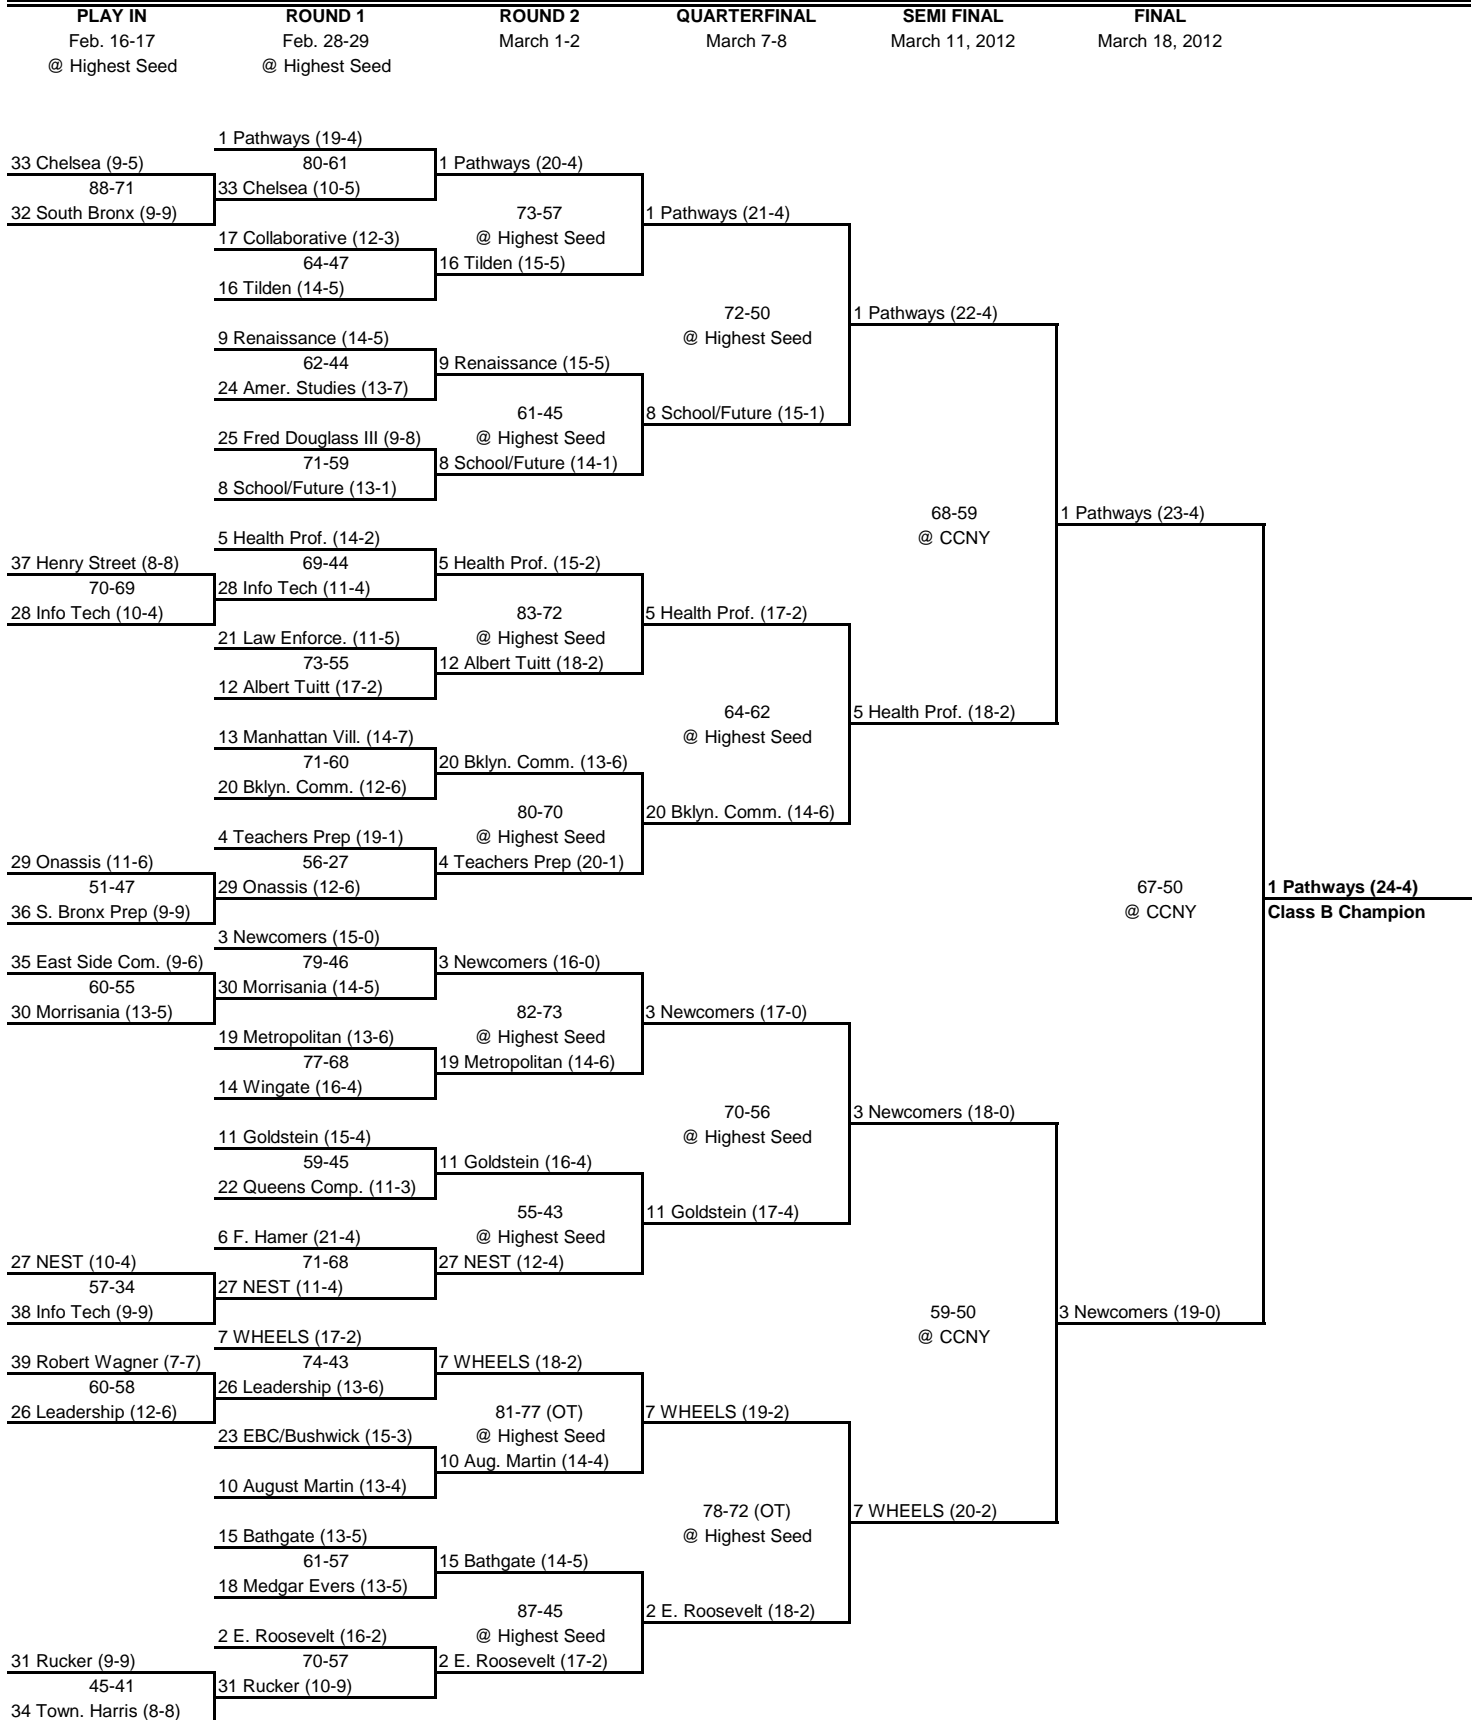 PLAY IN ROUND 1 ROUND 2 QUARTERFINAL SEMI FINAL FINAL
Feb. 16-17 Feb. 28-29 March 1-2 March 7-8 March 11, 2012 March 18, 2012
@ Highest Seed @ Highest Seed
1 Pathways (19-4)
33 Chelsea (9-5) 80-61 1 Pathways (20-4)
88-71 33 Chelsea (10-5)
32 South Bronx (9-9) 73-57 1 Pathways (21-4)
17 Collaborative (12-3) @ Highest Seed
64-47 16 Tilden (15-5)
16 Tilden (14-5)
72-50 1 Pathways (22-4)
9 Renaissance (14-5) @ Highest Seed
62-44 9 Renaissance (15-5)
24 Amer. Studies (13-7)
61-45 8 School/Future (15-1)
25 Fred Douglass III (9-8) @ Highest Seed
71-59 8 School/Future (14-1)
8 School/Future (13-1)
68-59 1 Pathways (23-4)
5 Health Prof. (14-2) @ CCNY
37 Henry Street (8-8) 69-44 5 Health Prof. (15-2)
70-69 28 Info Tech (11-4)
28 Info Tech (10-4) 83-72 5 Health Prof. (17-2)
21 Law Enforce. (11-5) @ Highest Seed
73-55 12 Albert Tuitt (18-2)
12 Albert Tuitt (17-2)
64-62 5 Health Prof. (18-2)
13 Manhattan Vill. (14-7) @ Highest Seed
71-60 20 Bklyn. Comm. (13-6)
20 Bklyn. Comm. (12-6)
80-70 20 Bklyn. Comm. (14-6)
4 Teachers Prep (19-1) @ Highest Seed
29 Onassis (11-6) 56-27 4 Teachers Prep (20-1)
51-47 29 Onassis (12-6) 67-50 1 Pathways (24-4)
36 S. Bronx Prep (9-9) @ CCNY Class B Champion
3 Newcomers (15-0)
35 East Side Com. (9-6) 79-46 3 Newcomers (16-0)
60-55 30 Morrisania (14-5)
30 Morrisania (13-5) 82-73 3 Newcomers (17-0)
19 Metropolitan (13-6) @ Highest Seed
77-68 19 Metropolitan (14-6)
14 Wingate (16-4)
70-56 3 Newcomers (18-0)
11 Goldstein (15-4) @ Highest Seed
59-45 11 Goldstein (16-4)
22 Queens Comp. (11-3)
55-43 11 Goldstein (17-4)
6 F. Hamer (21-4) @ Highest Seed
27 NEST (10-4) 71-68 27 NEST (12-4)
57-34 27 NEST (11-4)
38 Info Tech (9-9) 59-50 3 Newcomers (19-0)
7 WHEELS (17-2) @ CCNY
39 Robert Wagner (7-7) 74-43 7 WHEELS (18-2)
60-58 26 Leadership (13-6)
26 Leadership (12-6) 81-77 (OT) 7 WHEELS (19-2)
23 EBC/Bushwick (15-3) @ Highest Seed
10 Aug. Martin (14-4)
10 August Martin (13-4)
78-72 (OT) 7 WHEELS (20-2)
15 Bathgate (13-5) @ Highest Seed
61-57 15 Bathgate (14-5)
18 Medgar Evers (13-5)
87-45 2 E. Roosevelt (18-2)
2 E. Roosevelt (16-2) @ Highest Seed
31 Rucker (9-9) 70-57 2 E. Roosevelt (17-2)
45-41 31 Rucker (10-9)
34 Town. Harris (8-8)